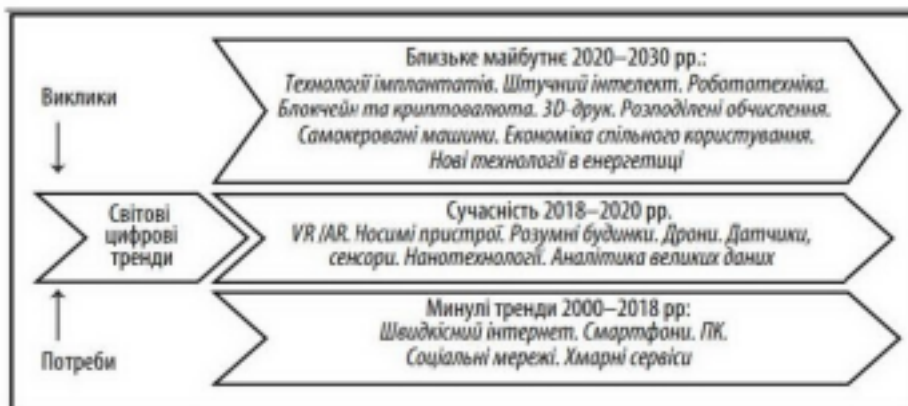 Виклики
Світові
цифрові
тренди
Потреби
Близьке майбутнє 2020–2030 рр.:
Технології імплантатів. Штучний інтелект. Робототехніка.
Блокчейн та криптовалюта. 3D-друк. Розподілені обчислення.
Самокеровані машини. Економіка спільного користування.
Нові технології в енергетиці
Сучасність 2018–2020 рр.
VR /AR. Носимі пристрої. Розумні будинки. Дрони. Датчики,
сенсори. Нанотехнології. Аналітика великих даних
Минулі тренди 2000–2018 рр:
Швидкісний інтернет. Смартфони. ПК.
Соціальні мережі. Хмарні сервіси